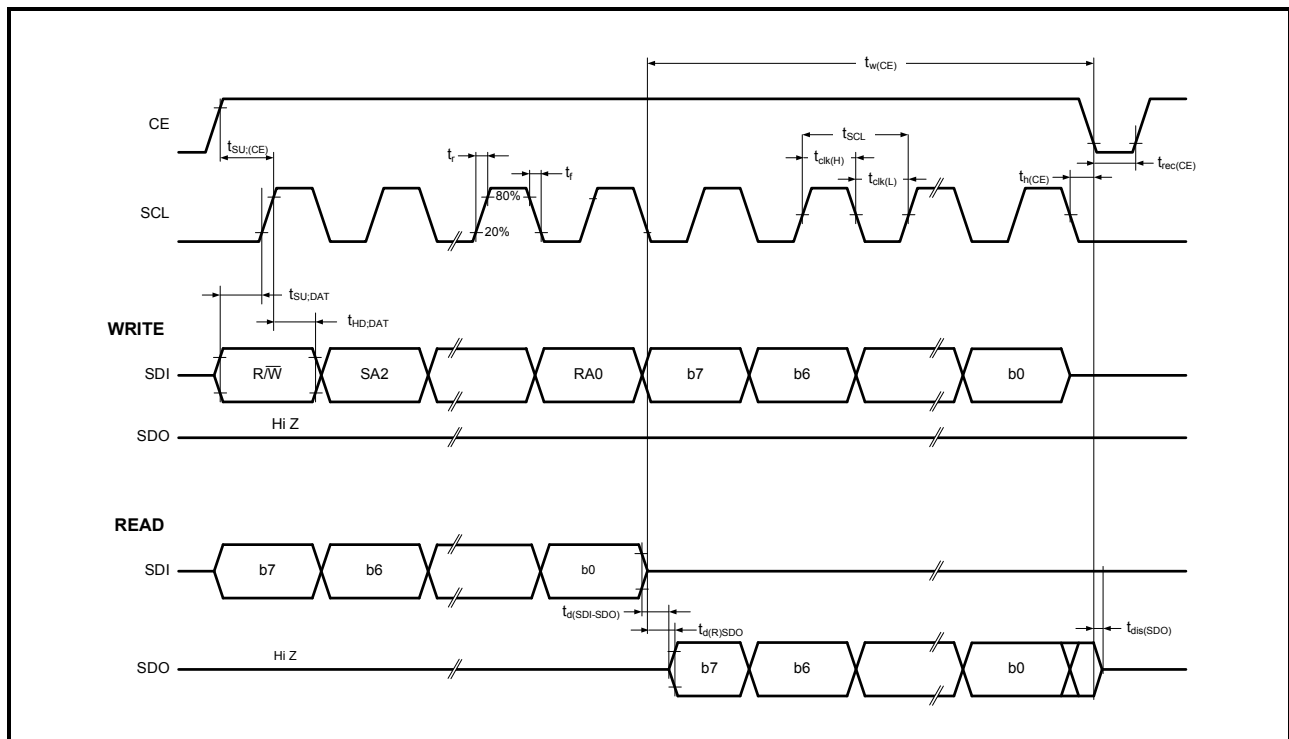 tw(CE)
CE
tSU;(CE)
tr
tf
tSCL
tclk(H)
tclk(L)
trec(CE)
th(CE)
SCL
80%
20%
tSU;DAT
tHD;DAT
WRITE
SDI R/W̅ SA2 RA0 b7 b6 b0
Hi Z
SDO
READ
SDI b7 b6 b0
td(SDI-SDO)
td(R)SDO
tdis(SDO)
SDO Hi Z b7 b6 b0